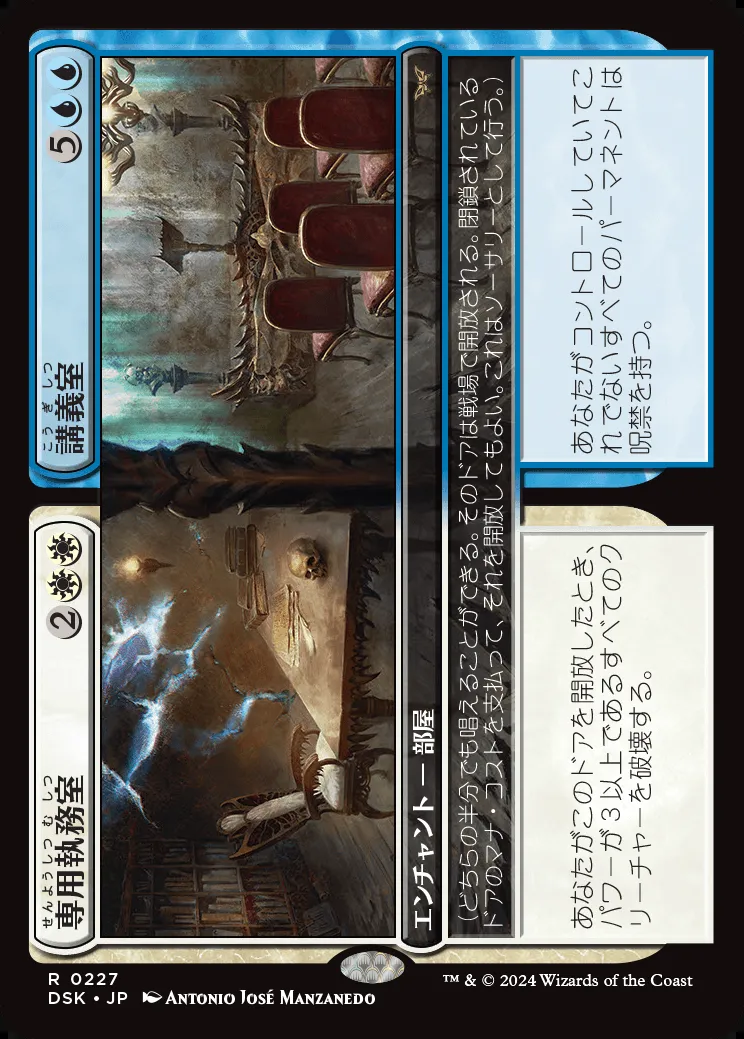 せんようしつ む しつ
専用執務室
2
エンチャント — 部屋
(どちらの半分でも唱えることができる。そのドアは戦場で開放される。閉鎖されている
ドアのマナ・コストを支払って、それを開放してもよい。これはソーサリーとして行う。)
あなたがこのドアを開放したとき、
パワーが3以上であるすべてのク
リーチャーを破壊する。
こう ぎ しつ
講義室
5
あなたがコントロールしていてこ
れでないすべてのパーマネントは
呪禁を持つ。
R 0227
DSK • JP Antonio José Manzanedo
™ & © 2024 Wizards of the Coast